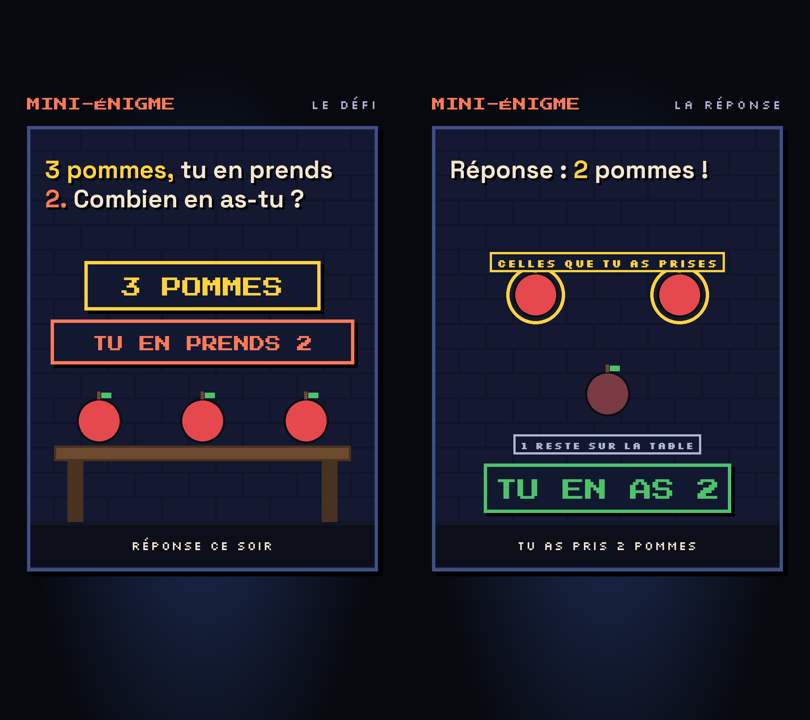 MINI-éNIGME
LE DÉFI
3 pommes, tu en prends
2. Combien en as-tu ?
3 POMMES
TU EN PRENDS 2
RÉPONSE CE SOIR
MINI-éNIGME
LA RÉPONSE
Réponse : 2 pommes !
CELLES QUE TU AS PRISES
1 RESTE SUR LA TABLE
TU EN AS 2
TU AS PRIS 2 POMMES